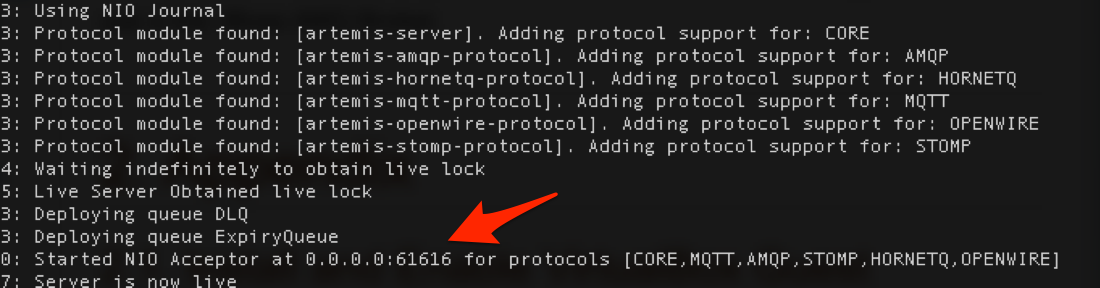 3: Using NIO Journal
3: Protocol module found: [artemis-server]. Adding protocol support for: CORE
3: Protocol module found: [artemis-amqp-protocol]. Adding protocol support for: AMQP
3: Protocol module found: [artemis-hornetq-protocol]. Adding protocol support for: HORNETQ
3: Protocol module found: [artemis-mqtt-protocol]. Adding protocol support for: MQTT
3: Protocol module found: [artemis-openwire-protocol]. Adding protocol support for: OPENWIRE
3: Protocol module found: [artemis-stomp-protocol]. Adding protocol support for: STOMP
4: Waiting indefinitely to obtain live lock
5: Live Server Obtained live lock
3: Deploying queue DLQ
3: Deploying queue ExpiryQueue
0: Started NIO Acceptor at 0.0.0.0:61616 for protocols [CORE,MQTT,AMQP,STOMP,HORNETQ,OPENWIRE]
7: Server is now live